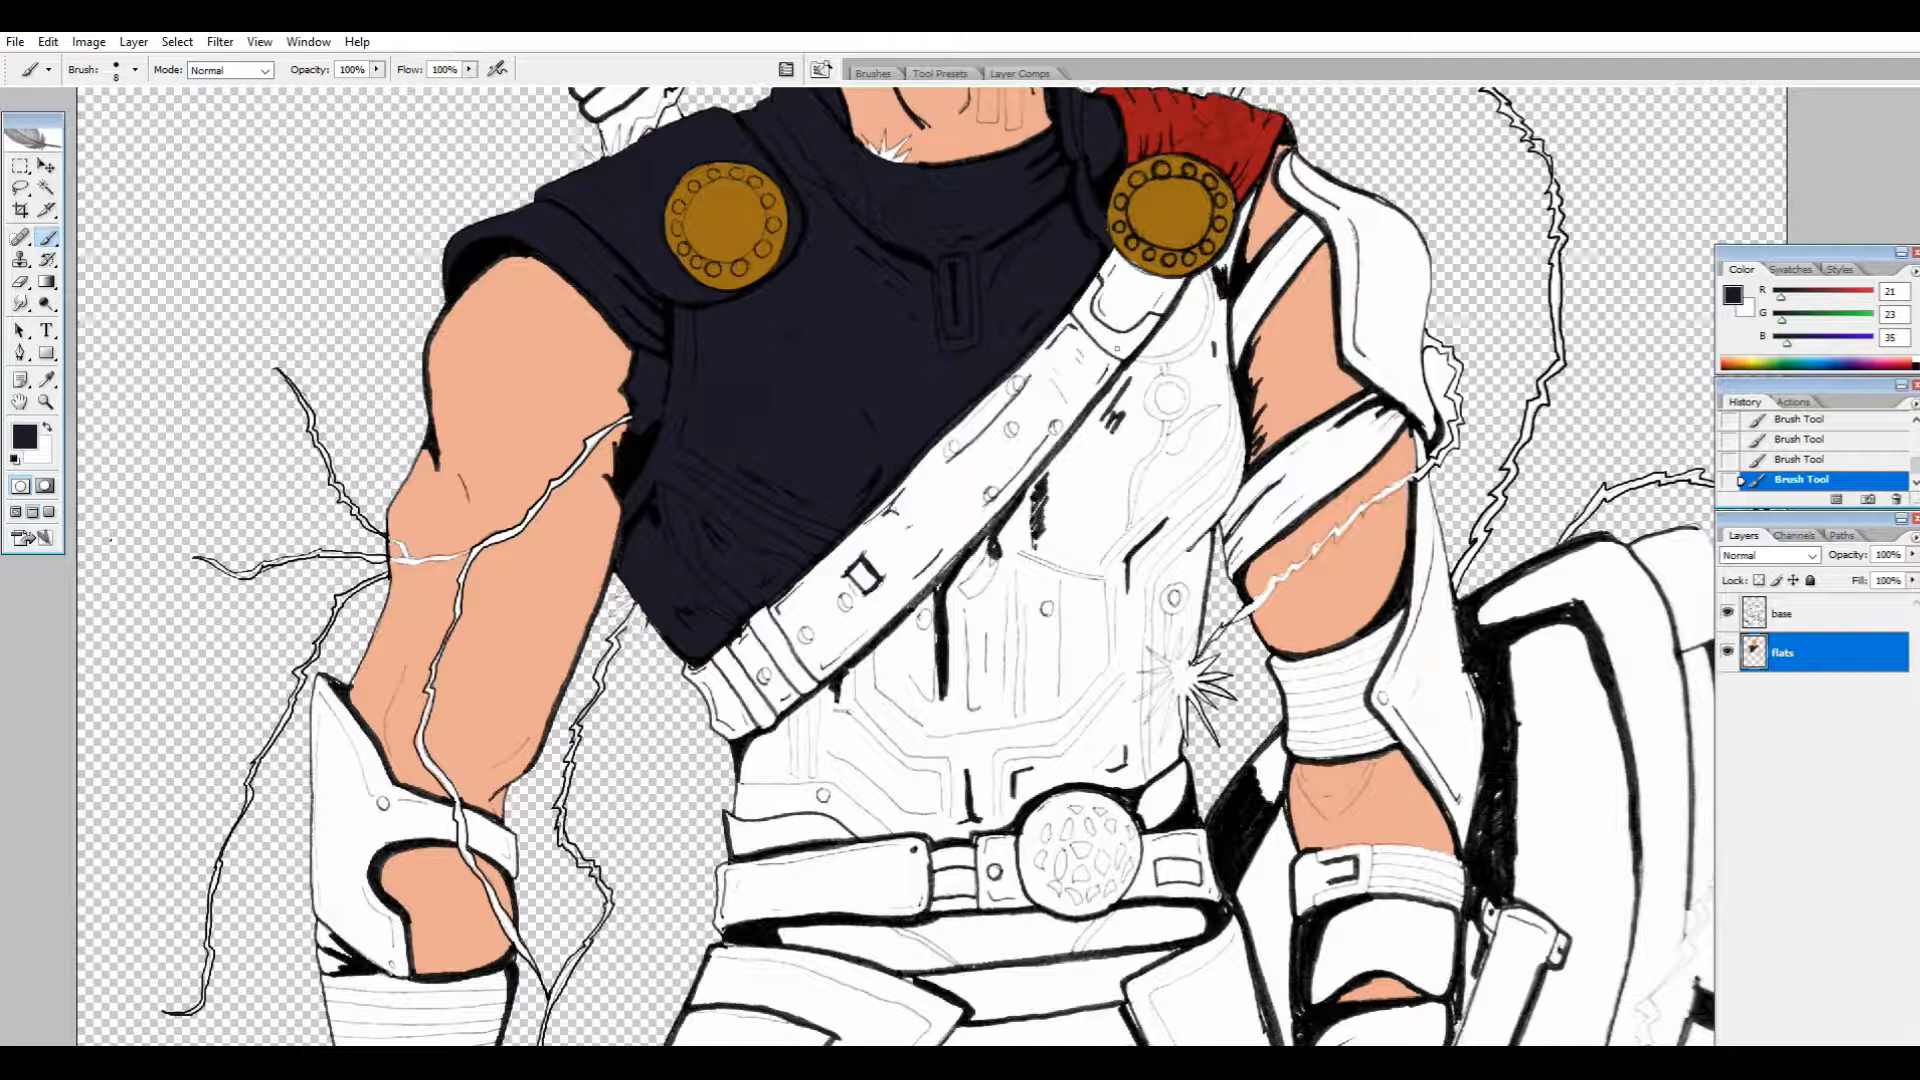 File Edit Image Layer Select Filter View Window Help
Brush: 8 Mode: Normal Opacity: 100% Flow: 100% Brushes Tool Presets Layer Comps
Color Swatches Styles
R 21
G 23
B 35
History Actions
Brush Tool
Brush Tool
Brush Tool
Brush Tool
Layers Channels Paths
Normal Opacity: 100%
Lock: Fill: 100%
base
flats